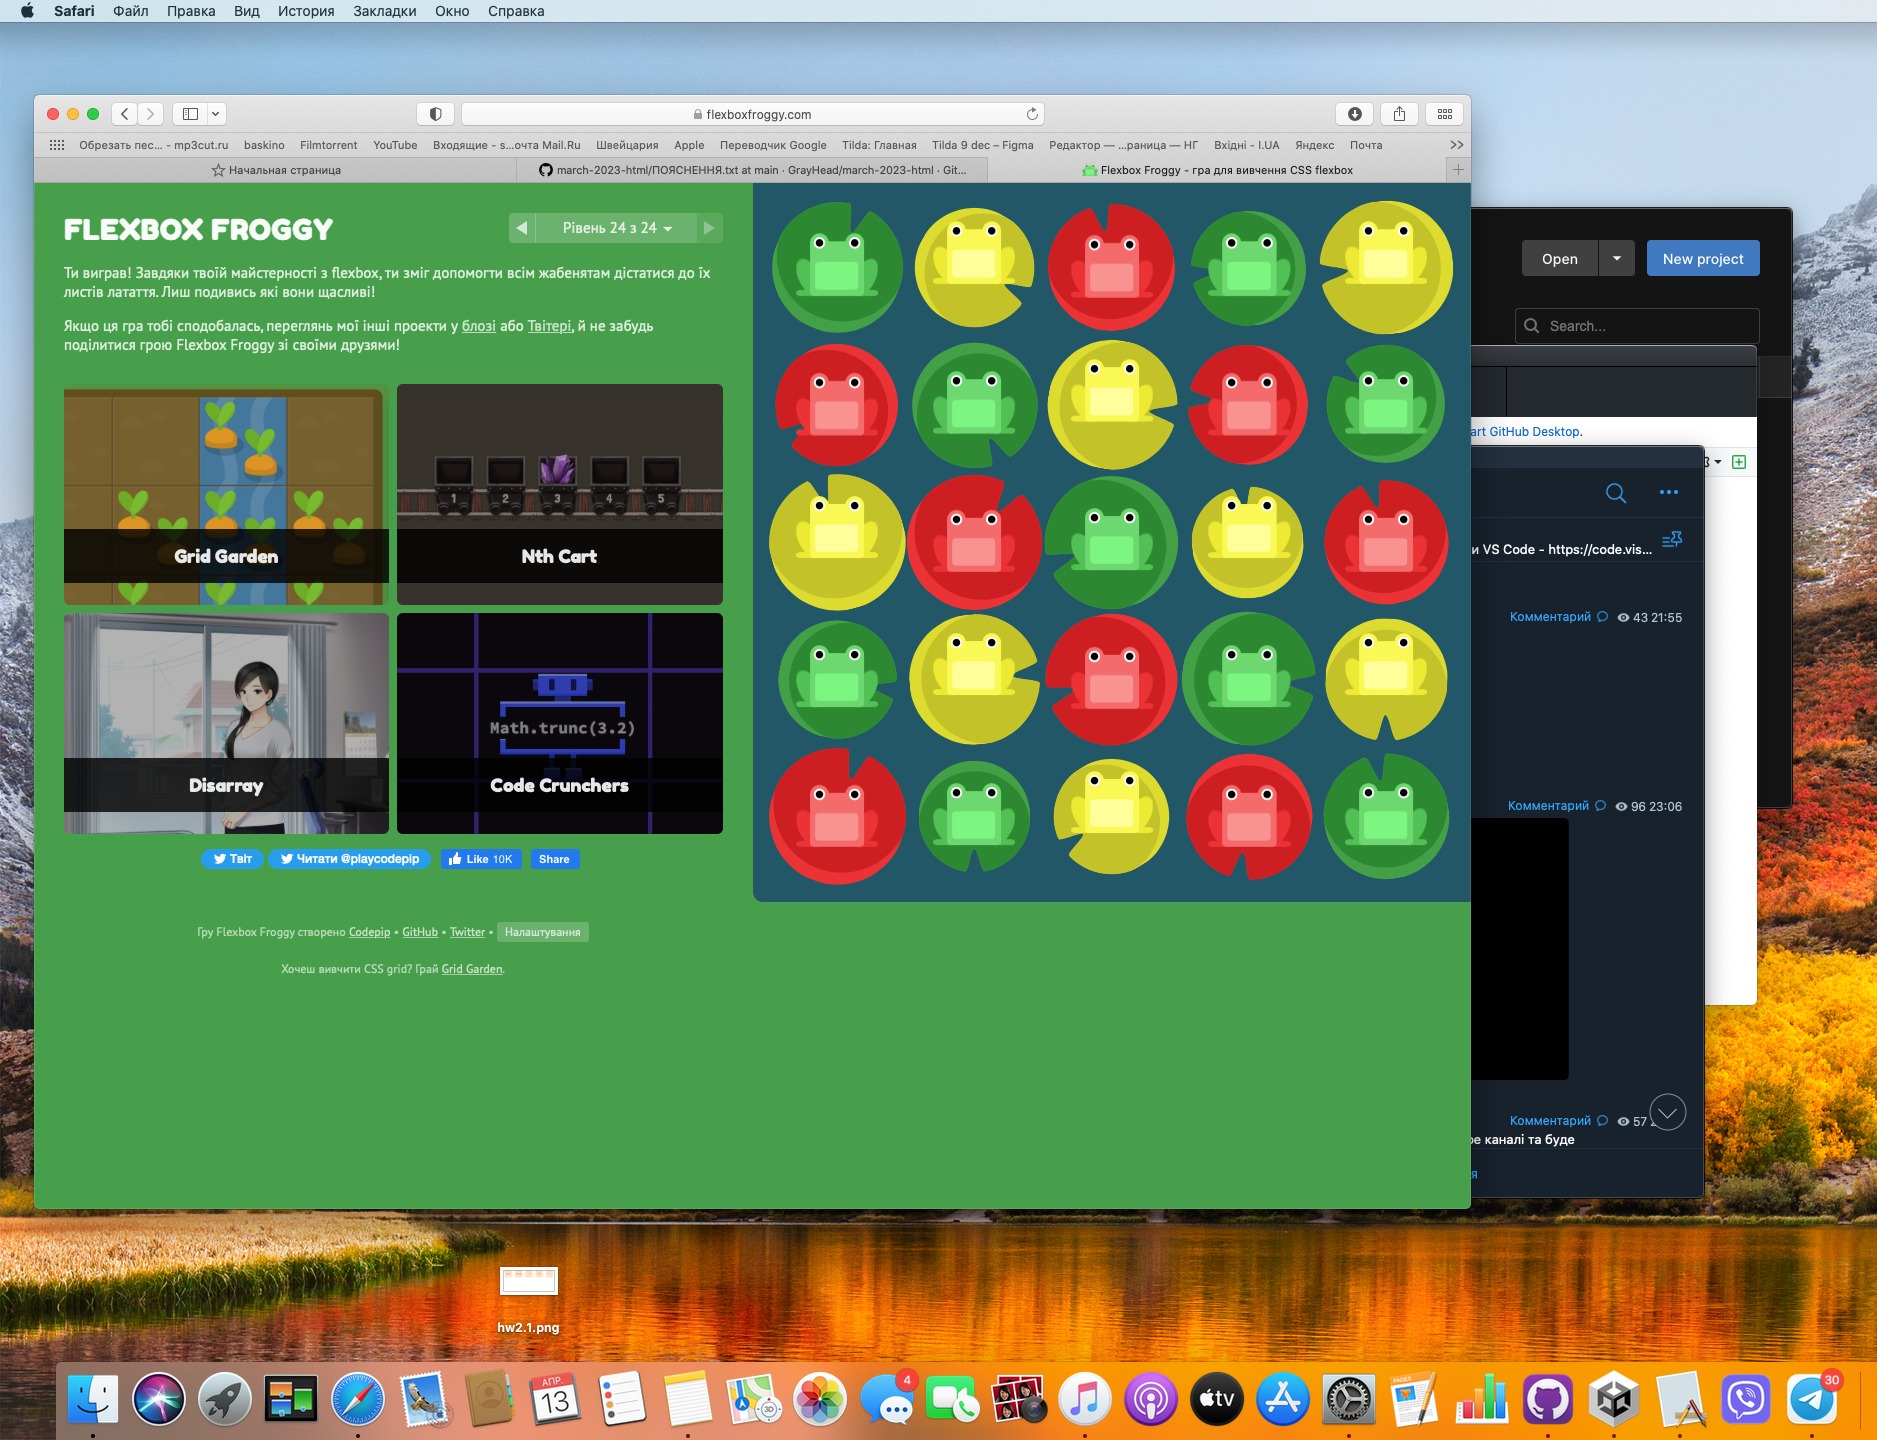 Safari Файл Правка Вид История Закладки Окно Справка
flexboxfroggy.com
Обрезать пес... - mp3cut.ru baskino Filmtorrent YouTube Входящие - s...очта Mail.Ru Швейцария Apple Переводчик Google Tilda: Главная Tilda 9 dec – Figma Редактор — ...раница — НГ Вхідні - I.UA Яндекс Почта
Начальная страница
march-2023-html/ПОЯСНЕННЯ.txt at main · GrayHead/march-2023-html · Git...
Flexbox Froggy - гра для вивчення CSS flexbox
FLEXBOX FROGGY
Рівень 24 з 24
Ти виграв! Завдяки твоїй майстерності з flexbox, ти зміг допомогти всім жабенятам дістатися до їх
листів латаття. Лиш подивись які вони щасливі!
Якщо ця гра тобі сподобалась, переглянь мої інші проекти у блозі або Твітері, й не забудь
поділитися грою Flexbox Froggy зі своїми друзями!
1 2 3 4 5
Grid Garden
Nth Cart
Math.trunc(3.2)
Disarray
Code Crunchers
Твіт
Читати @playcodepip
Like 10K
Share
Гру Flexbox Froggy створено Codepip • GitHub • Twitter • Налаштування
Хочеш вивчити CSS grid? Грай Grid Garden.
Open
New project
Search...
art GitHub Desktop.
и VS Code - https://code.vis...
Комментарий 43 21:55
Комментарий 96 23:06
Комментарий 57
ре каналі та буде
я
hw2.1.png
АПР.
13
4
3D
tv
PAGES
30